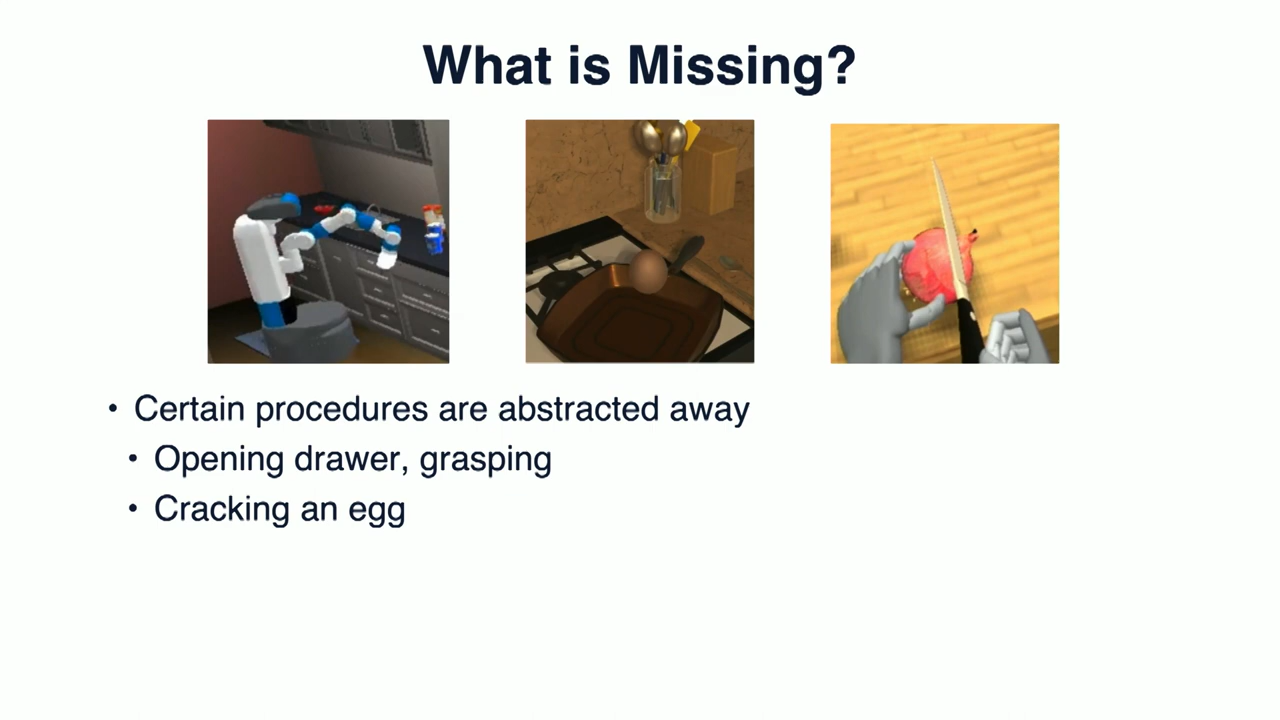 What is Missing?
• Certain procedures are abstracted away
• Opening drawer, grasping
• Cracking an egg